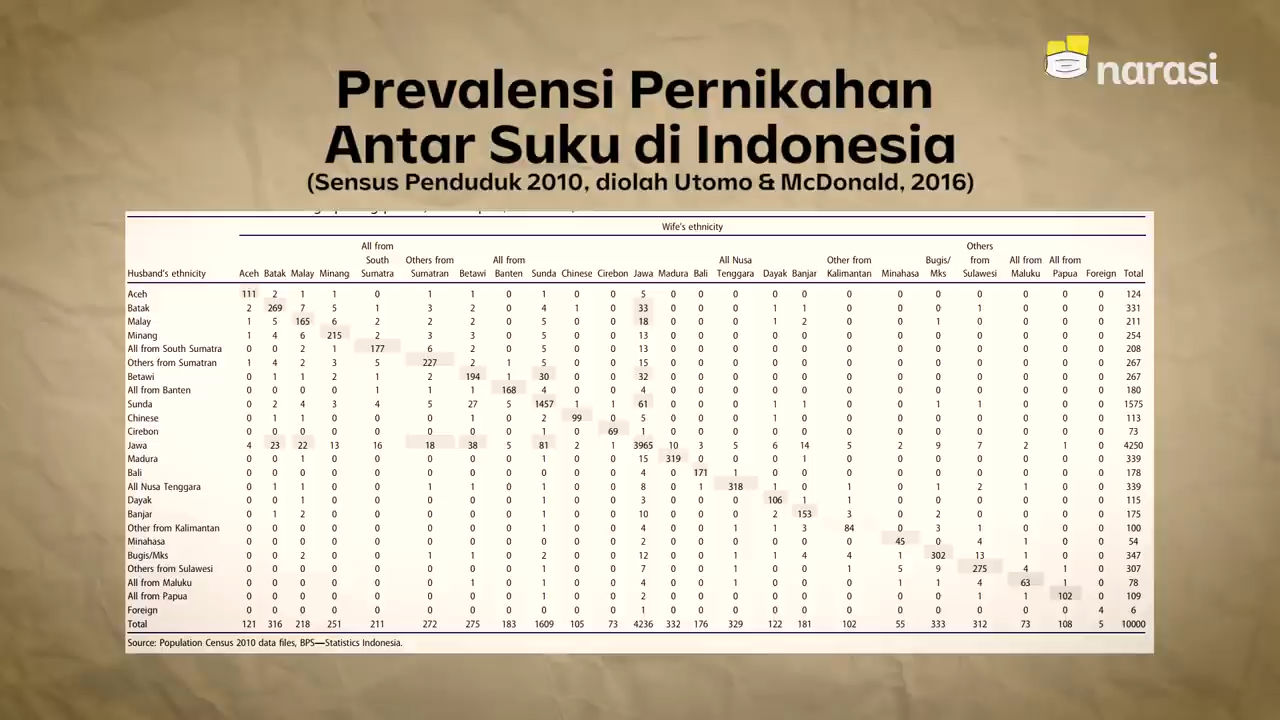 narasi
Prevalensi Pernikahan
Antar Suku di Indonesia
(Sensus Penduduk 2010, diolah Utomo & McDonald, 2016)
Wife's ethnicity
Husband's ethnicity Aceh Batak Malay Minang All from South Sumatra Others from Sumatran Betawi All from Banten Sunda Chinese Cirebon Jawa Madura Bali All Nusa Tenggara Dayak Banjar Other from Kalimantan Minahasa Bugis/Mks Others from Sulawesi All from Maluku All from Papua Foreign Total
Aceh 111 2 1 1 0 1 1 0 1 0 0 5 0 0 0 0 0 0 0 0 0 0 0 0 124
Batak 2 269 7 5 1 3 2 0 4 1 0 33 0 0 0 1 1 0 0 0 0 0 0 0 331
Malay 1 5 165 6 2 2 2 0 5 0 0 18 0 0 0 1 2 0 0 1 0 0 0 0 211
Minang 1 4 6 215 2 3 3 0 5 0 0 13 0 0 0 0 0 0 0 0 0 0 0 0 254
All from South Sumatra 0 0 2 1 177 6 2 0 5 0 0 13 0 0 0 0 0 0 0 0 0 0 0 0 208
Others from Sumatran 1 4 2 3 5 227 2 1 5 0 0 15 0 0 0 0 0 0 0 0 0 0 0 0 267
Betawi 0 1 1 2 1 2 194 1 30 0 0 32 0 0 0 0 0 0 0 0 0 0 0 0 267
All from Banten 0 0 0 0 1 1 1 168 4 0 0 4 0 0 0 0 0 0 0 0 0 0 0 0 180
Sunda 0 2 4 3 4 5 27 5 1457 1 1 61 0 0 0 1 1 0 0 1 1 0 0 0 1575
Chinese 0 1 1 0 0 0 1 0 2 99 0 5 0 0 0 1 0 0 0 0 0 0 0 0 113
Cirebon 0 0 0 0 0 0 0 0 1 0 69 1 0 0 0 0 0 0 0 0 0 0 0 0 73
Jawa 4 23 22 13 16 18 38 5 81 2 1 3965 10 3 5 6 14 5 2 9 7 2 1 0 4250
Madura 0 0 1 0 0 0 0 0 1 0 0 15 319 0 0 0 1 0 0 0 0 0 0 0 339
Bali 0 0 0 0 0 0 0 0 0 0 0 4 0 171 1 0 0 0 0 0 0 0 0 0 178
All Nusa Tenggara 0 1 1 0 0 1 1 0 1 0 0 8 0 1 318 1 0 1 0 1 2 1 0 0 339
Dayak 0 0 1 0 0 0 0 0 1 0 0 3 0 0 0 106 1 1 0 0 0 0 0 0 115
Banjar 0 1 2 0 0 0 0 0 1 0 0 10 0 0 0 2 153 3 0 2 0 0 0 0 175
Other from Kalimantan 0 0 0 0 0 0 0 0 1 0 0 4 0 0 1 1 3 84 0 3 1 0 0 0 100
Minahasa 0 0 0 0 0 0 0 0 0 0 0 2 0 0 0 0 0 0 45 0 4 1 0 0 54
Bugis/Mks 0 0 2 0 0 1 1 0 2 0 0 12 0 0 1 1 4 4 1 302 13 1 0 0 347
Others from Sulawesi 0 0 0 0 0 0 0 0 1 0 0 7 0 0 1 0 0 1 5 9 275 4 1 0 307
All from Maluku 0 0 0 0 0 0 1 0 1 0 0 4 0 0 1 0 0 0 1 1 4 63 1 0 78
All from Papua 0 0 0 0 0 0 0 0 1 0 0 2 0 0 0 0 0 0 0 0 1 1 102 0 109
Foreign 0 0 0 0 0 0 0 0 0 0 0 1 0 0 0 0 0 0 0 0 0 0 0 4 6
Total 121 316 218 251 211 272 275 183 1609 105 73 4236 332 176 329 122 181 102 55 333 312 73 108 5 10000
Source: Population Census 2010 data files, BPS—Statistics Indonesia.